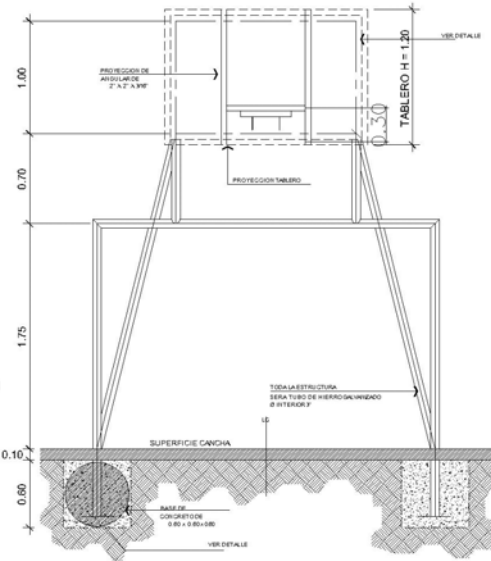 VER DETALLE
TABLERO H = 1.20
1.00
PROYECCION DE
ANGULAR DE
2" X 2" X 3/16"
0.30
0.70
PROYECCION TABLERO
1.75
TODA LA ESTRUCTURA
SERA TUBO DE HIERRO GALVANIZADO
Ø INTERIOR 3"
SUPERFICIE CANCHA
0.10
0.60
BASE DE
CONCRETO DE
0.60 x 0.60 x 0.60
VER DETALLE